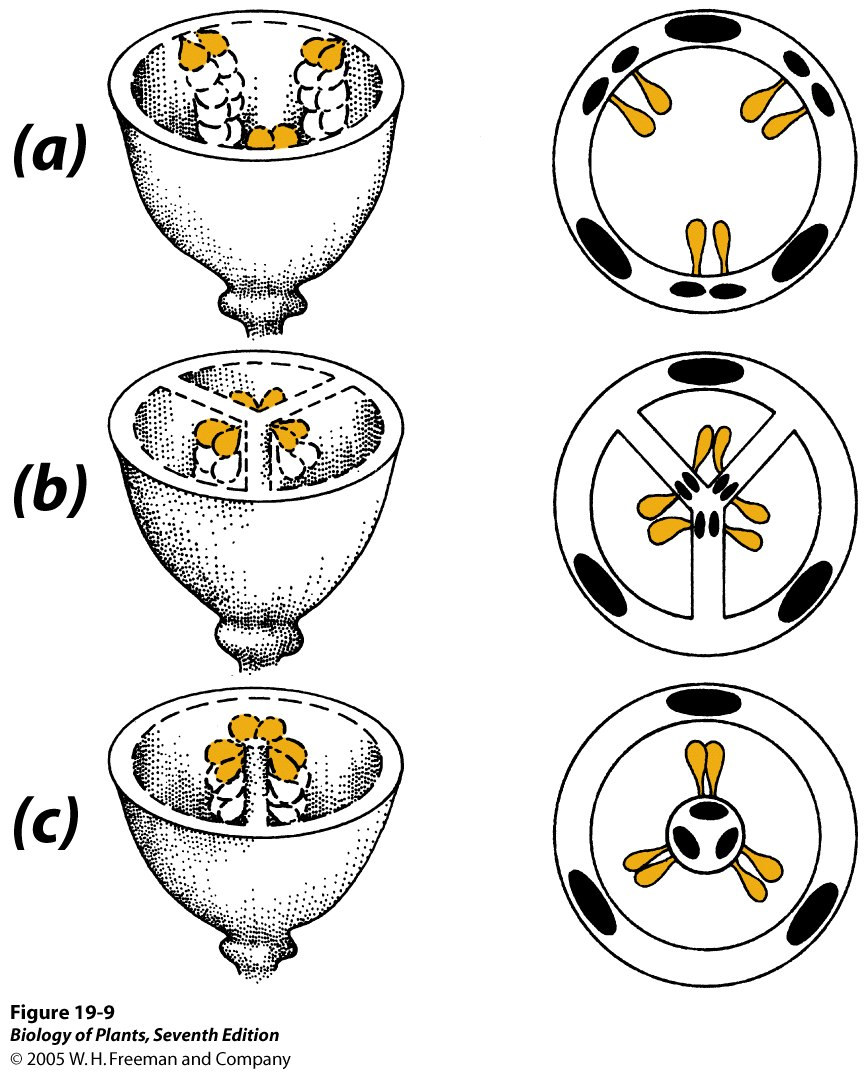 (a)
(b)
(c)
Figure 19-9
Biology of Plants, Seventh Edition
© 2005 W. H. Freeman and Company